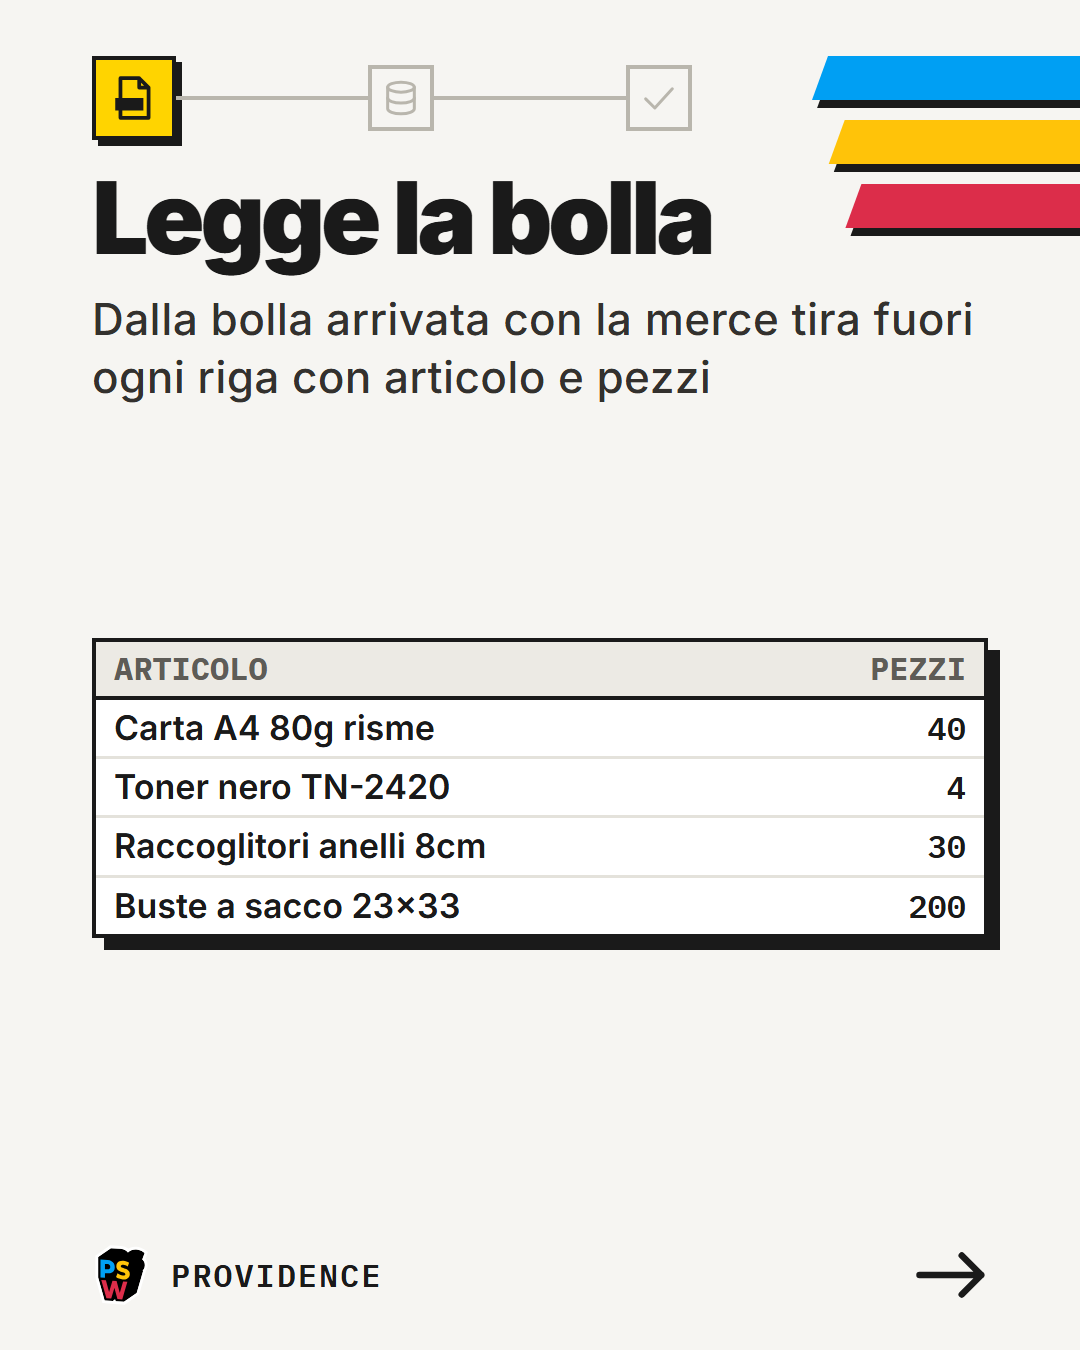 Legge la bolla
Dalla bolla arrivata con la merce tira fuori
ogni riga con articolo e pezzi
ARTICOLO PEZZI
Carta A4 80g risme 40
Toner nero TN-2420 4
Raccoglitori anelli 8cm 30
Buste a sacco 23×33 200
PSW PROVIDENCE